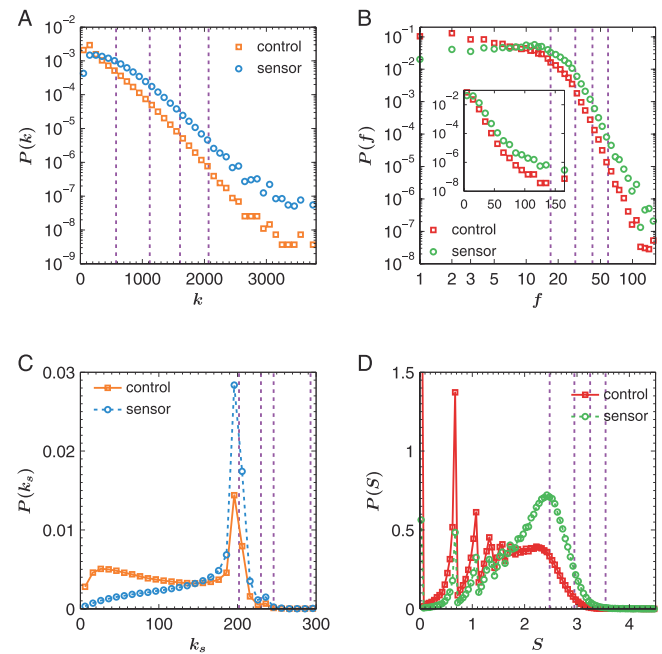 A
10⁻²
10⁻³
10⁻⁴
10⁻⁵
10⁻⁶
10⁻⁷
10⁻⁸
10⁻⁹
P(k)
control
sensor
0 1000 2000 3000
k
B
10⁻¹
10⁻²
10⁻³
10⁻⁴
10⁻⁵
10⁻⁶
10⁻⁷
10⁻⁸
P(f)
10⁻²
10⁻⁴
10⁻⁶
10⁻⁸
0 50 100 150
control
sensor
1 2 3 5 10 20 50 100
f
C
0.03
0.02
0.01
0
P(kₛ)
control
sensor
0 100 200 300
kₛ
D
1.5
1
0.5
0
P(S)
control
sensor
0 1 2 3 4
S